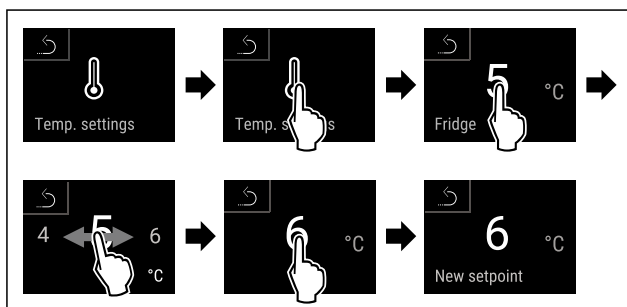 Temp. settings
Temp. s s
5 °C
Fridge
4 5 6
°C
6 °C
6 °C
New setpoint